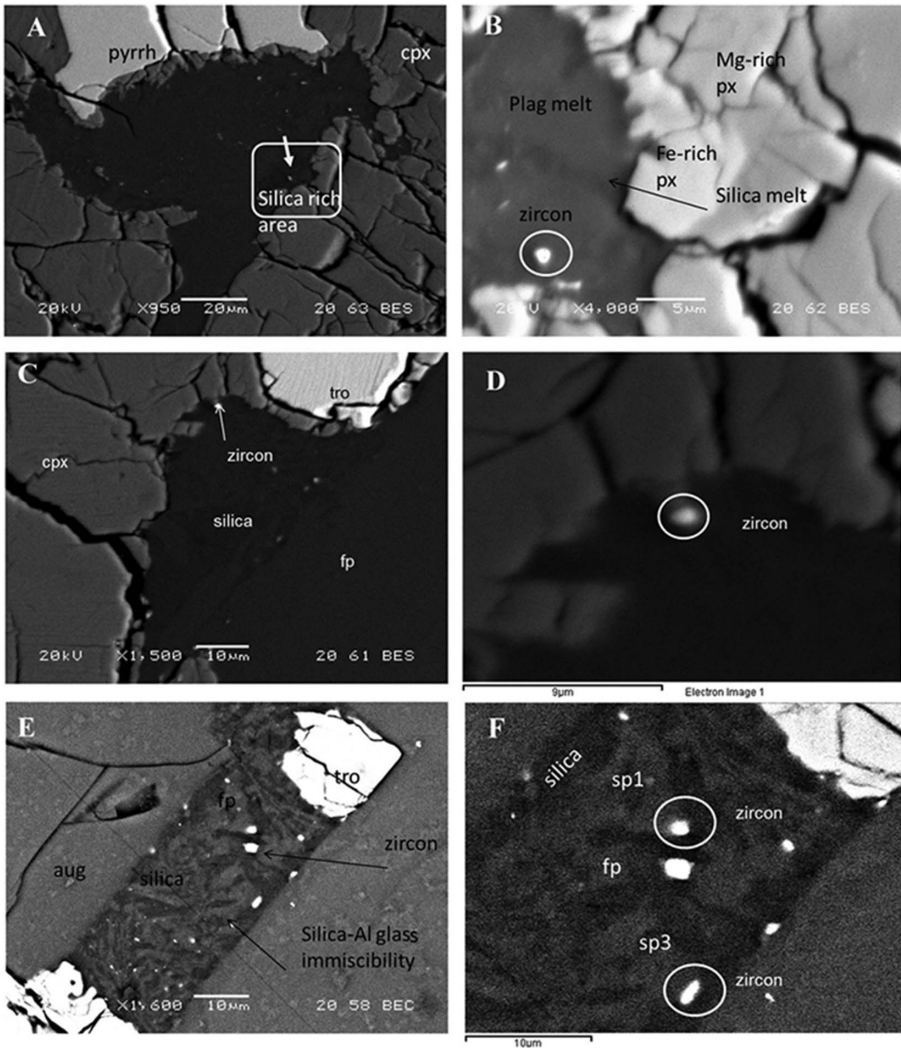 A
pyrrh
cpx
Silica rich
area
20kV X950 20μm 20 63 BES
B
Mg-rich
px
Plag melt
Fe-rich
px
Silica melt
zircon
20kV X4,000 5μm 20 62 BES
C
tro
zircon
cpx
silica
fp
20kV X1,500 10μm 20 61 BES
D
zircon
9μm Electron Image 1
E
tro
fp
zircon
aug
silica
Silica-Al glass
immiscibility
X1,600 10μm 20 58 BEC
F
silica
sp1
zircon
fp
sp3
zircon
10μm